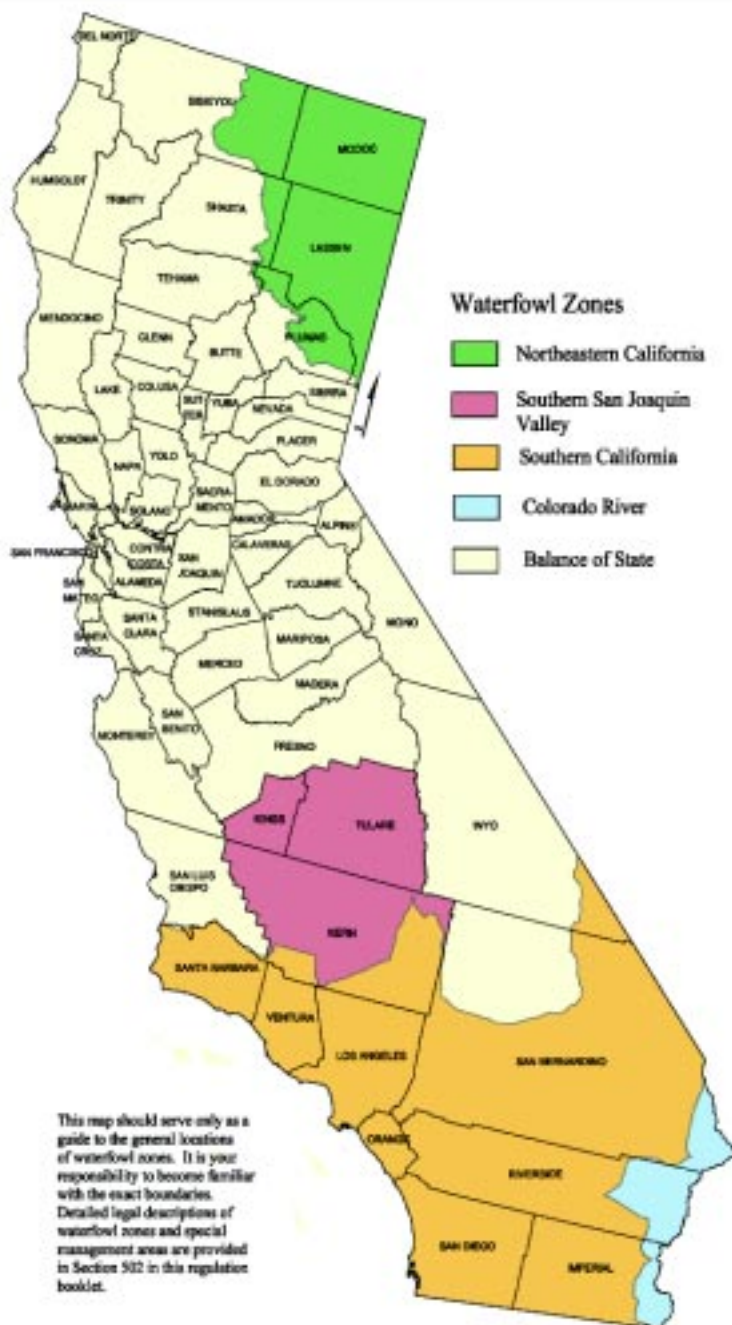 DEL NORTE
SISKIYOU
MODOC
HUMBOLDT
TRINITY
SHASTA
LASSEN
TEHAMA
MENDOCINO
PLUMAS
GLENN
BUTTE
LAKE
COLUSA
SUT
TER
YUBA
SIERRA
NEVADA
PLACER
SONOMA
NAPA
YOLO
EL DORADO
SACRA-
MENTO
MARIN
SOLANO
AMADOR
ALPINE
SAN FRANCISCO
CONTRA
COSTA
SAN
JOAQUIN
CALAVERAS
SAN
MATEO
ALAMEDA
TUOLUMNE
STANISLAUS
MONO
SANTA
CLARA
SANTA
CRUZ
MARIPOSA
MERCED
MADERA
SAN
BENITO
MONTEREY
FRESNO
KINGS
TULARE
INYO
SAN LUIS
OBISPO
KERN
SANTA BARBARA
VENTURA
LOS ANGELES
SAN BERNARDINO
ORANGE
RIVERSIDE
SAN DIEGO
IMPERIAL
Waterfowl Zones
Northeastern California
Southern San Joaquin
Valley
Southern California
Colorado River
Balance of State
This map should serve only as a
guide to the general locations
of waterfowl zones. It is your
responsibility to become familiar
with the exact boundaries.
Detailed legal descriptions of
waterfowl zones and special
management areas are provided
in Section 502 in this regulation
booklet.